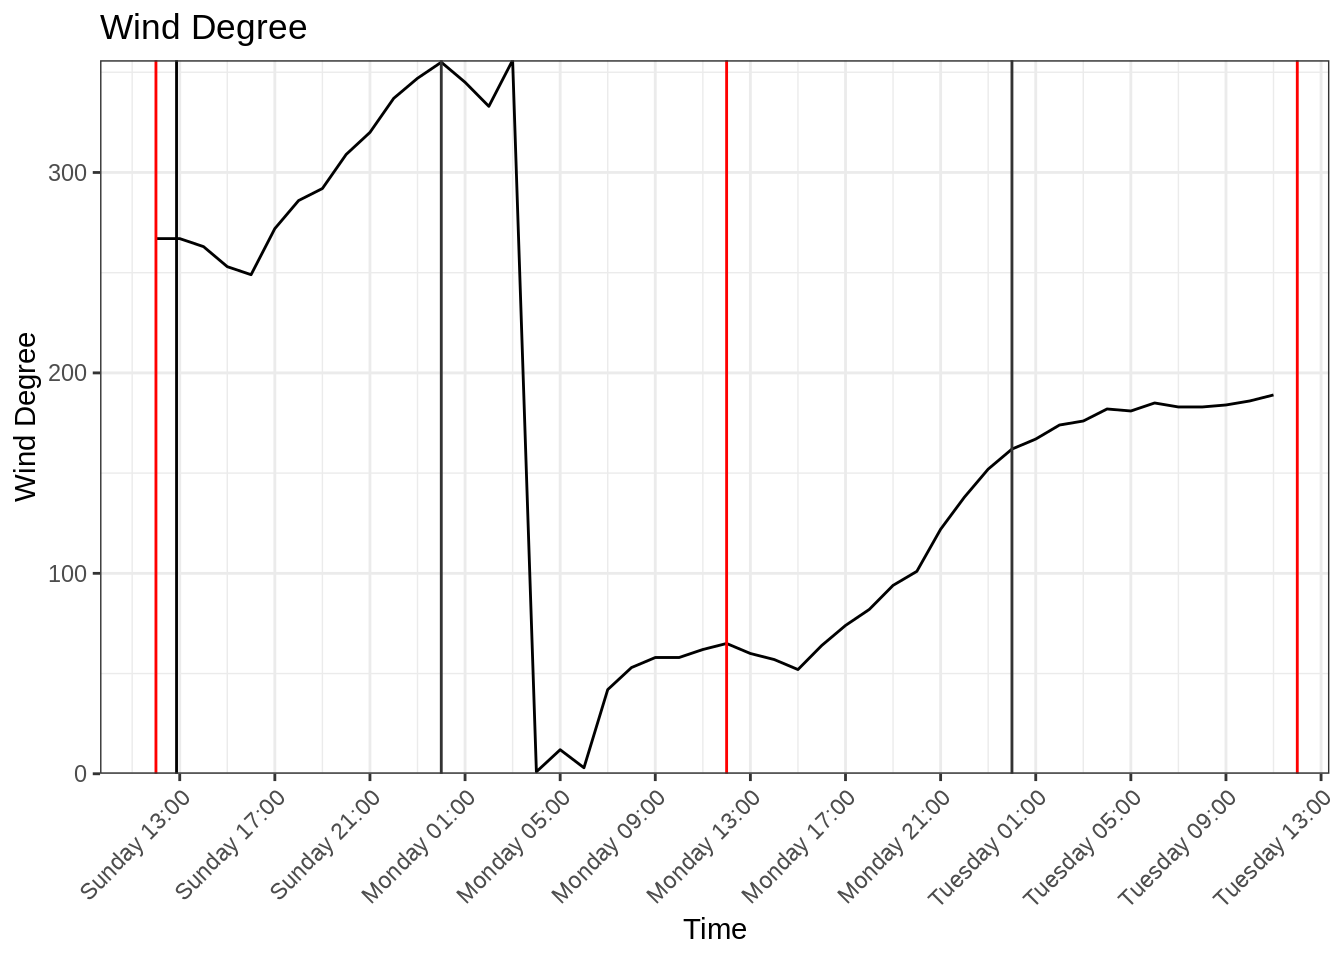 Wind Degree
Wind Degree
300
200
100
0
Sunday 13:00
Sunday 17:00
Sunday 21:00
Monday 01:00
Monday 05:00
Monday 09:00
Monday 13:00
Monday 17:00
Monday 21:00
Tuesday 01:00
Tuesday 05:00
Tuesday 09:00
Tuesday 13:00
Time